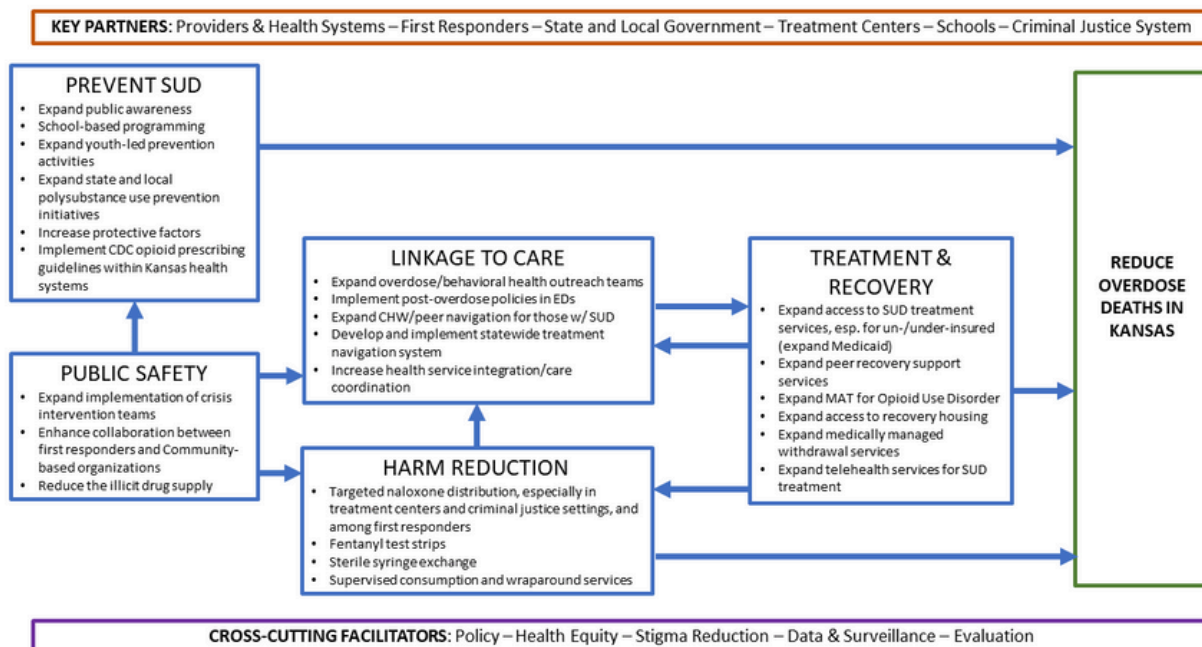 KEY PARTNERS: Providers & Health Systems – First Responders – State and Local Government – Treatment Centers – Schools – Criminal Justice System
PREVENT SUD
• Expand public awareness
• School-based programming
• Expand youth-led prevention
activities
• Expand state and local
polysubstance use prevention
initiatives
• Increase protective factors
• Implement CDC opioid prescribing
guidelines within Kansas health
systems
PUBLIC SAFETY
• Expand implementation of crisis
intervention teams
• Enhance collaboration between
first responders and Community-
based organizations
• Reduce the illicit drug supply
LINKAGE TO CARE
• Expand overdose/behavioral health outreach teams
• Implement post-overdose policies in EDs
• Expand CHW/peer navigation for those w/ SUD
• Develop and implement statewide treatment
navigation system
• Increase health service integration/care
coordination
HARM REDUCTION
• Targeted naloxone distribution, especially in
treatment centers and criminal justice settings, and
among first responders
• Fentanyl test strips
• Sterile syringe exchange
• Supervised consumption and wraparound services
TREATMENT &
RECOVERY
• Expand access to SUD treatment
services, esp. for un-/under-insured
(expand Medicaid)
• Expand peer recovery support
services
• Expand MAT for Opioid Use Disorder
• Expand access to recovery housing
• Expand medically managed
withdrawal services
• Expand telehealth services for SUD
treatment
REDUCE
OVERDOSE
DEATHS IN
KANSAS
CROSS-CUTTING FACILITATORS: Policy – Health Equity – Stigma Reduction – Data & Surveillance – Evaluation